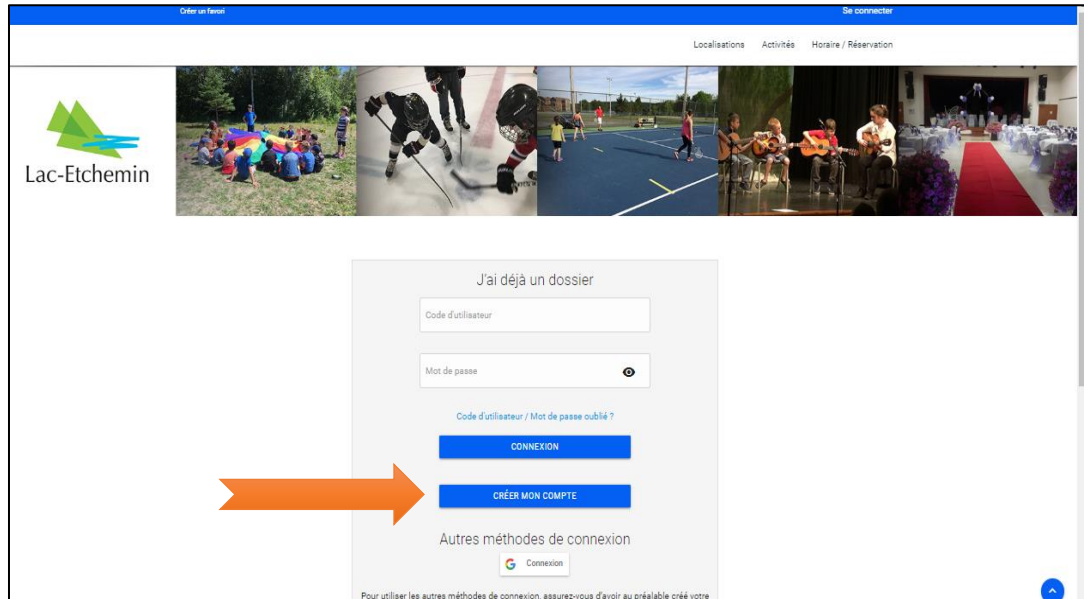 Créer un favori
Se connecter
Localisations Activités Horaire / Réservation
Lac-Etchemin
J'ai déjà un dossier
Code d'utilisateur
Mot de passe
Code d'utilisateur / Mot de passe oublié ?
CONNEXION
CRÉER MON COMPTE
Autres méthodes de connexion
Connexion
Pour utiliser les autres méthodes de connexion, assurez-vous d'avoir au préalable créé votre